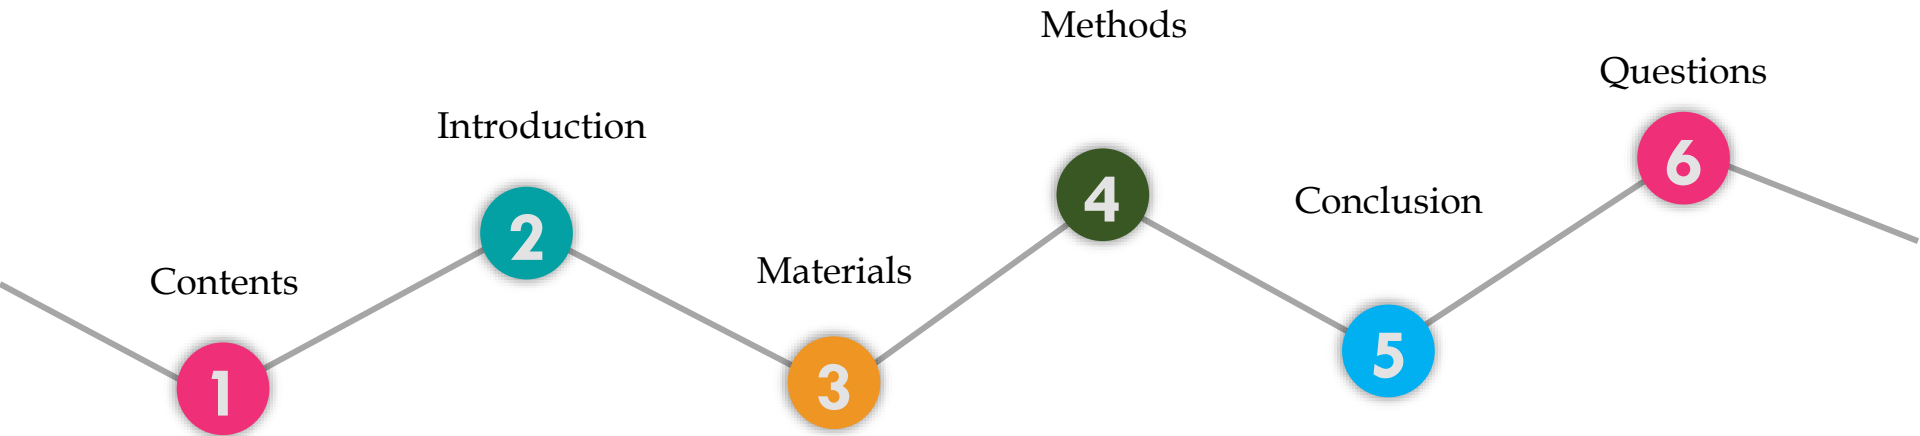 Contents
1
Introduction
2
Materials
3
Methods
4
Conclusion
5
Questions
6